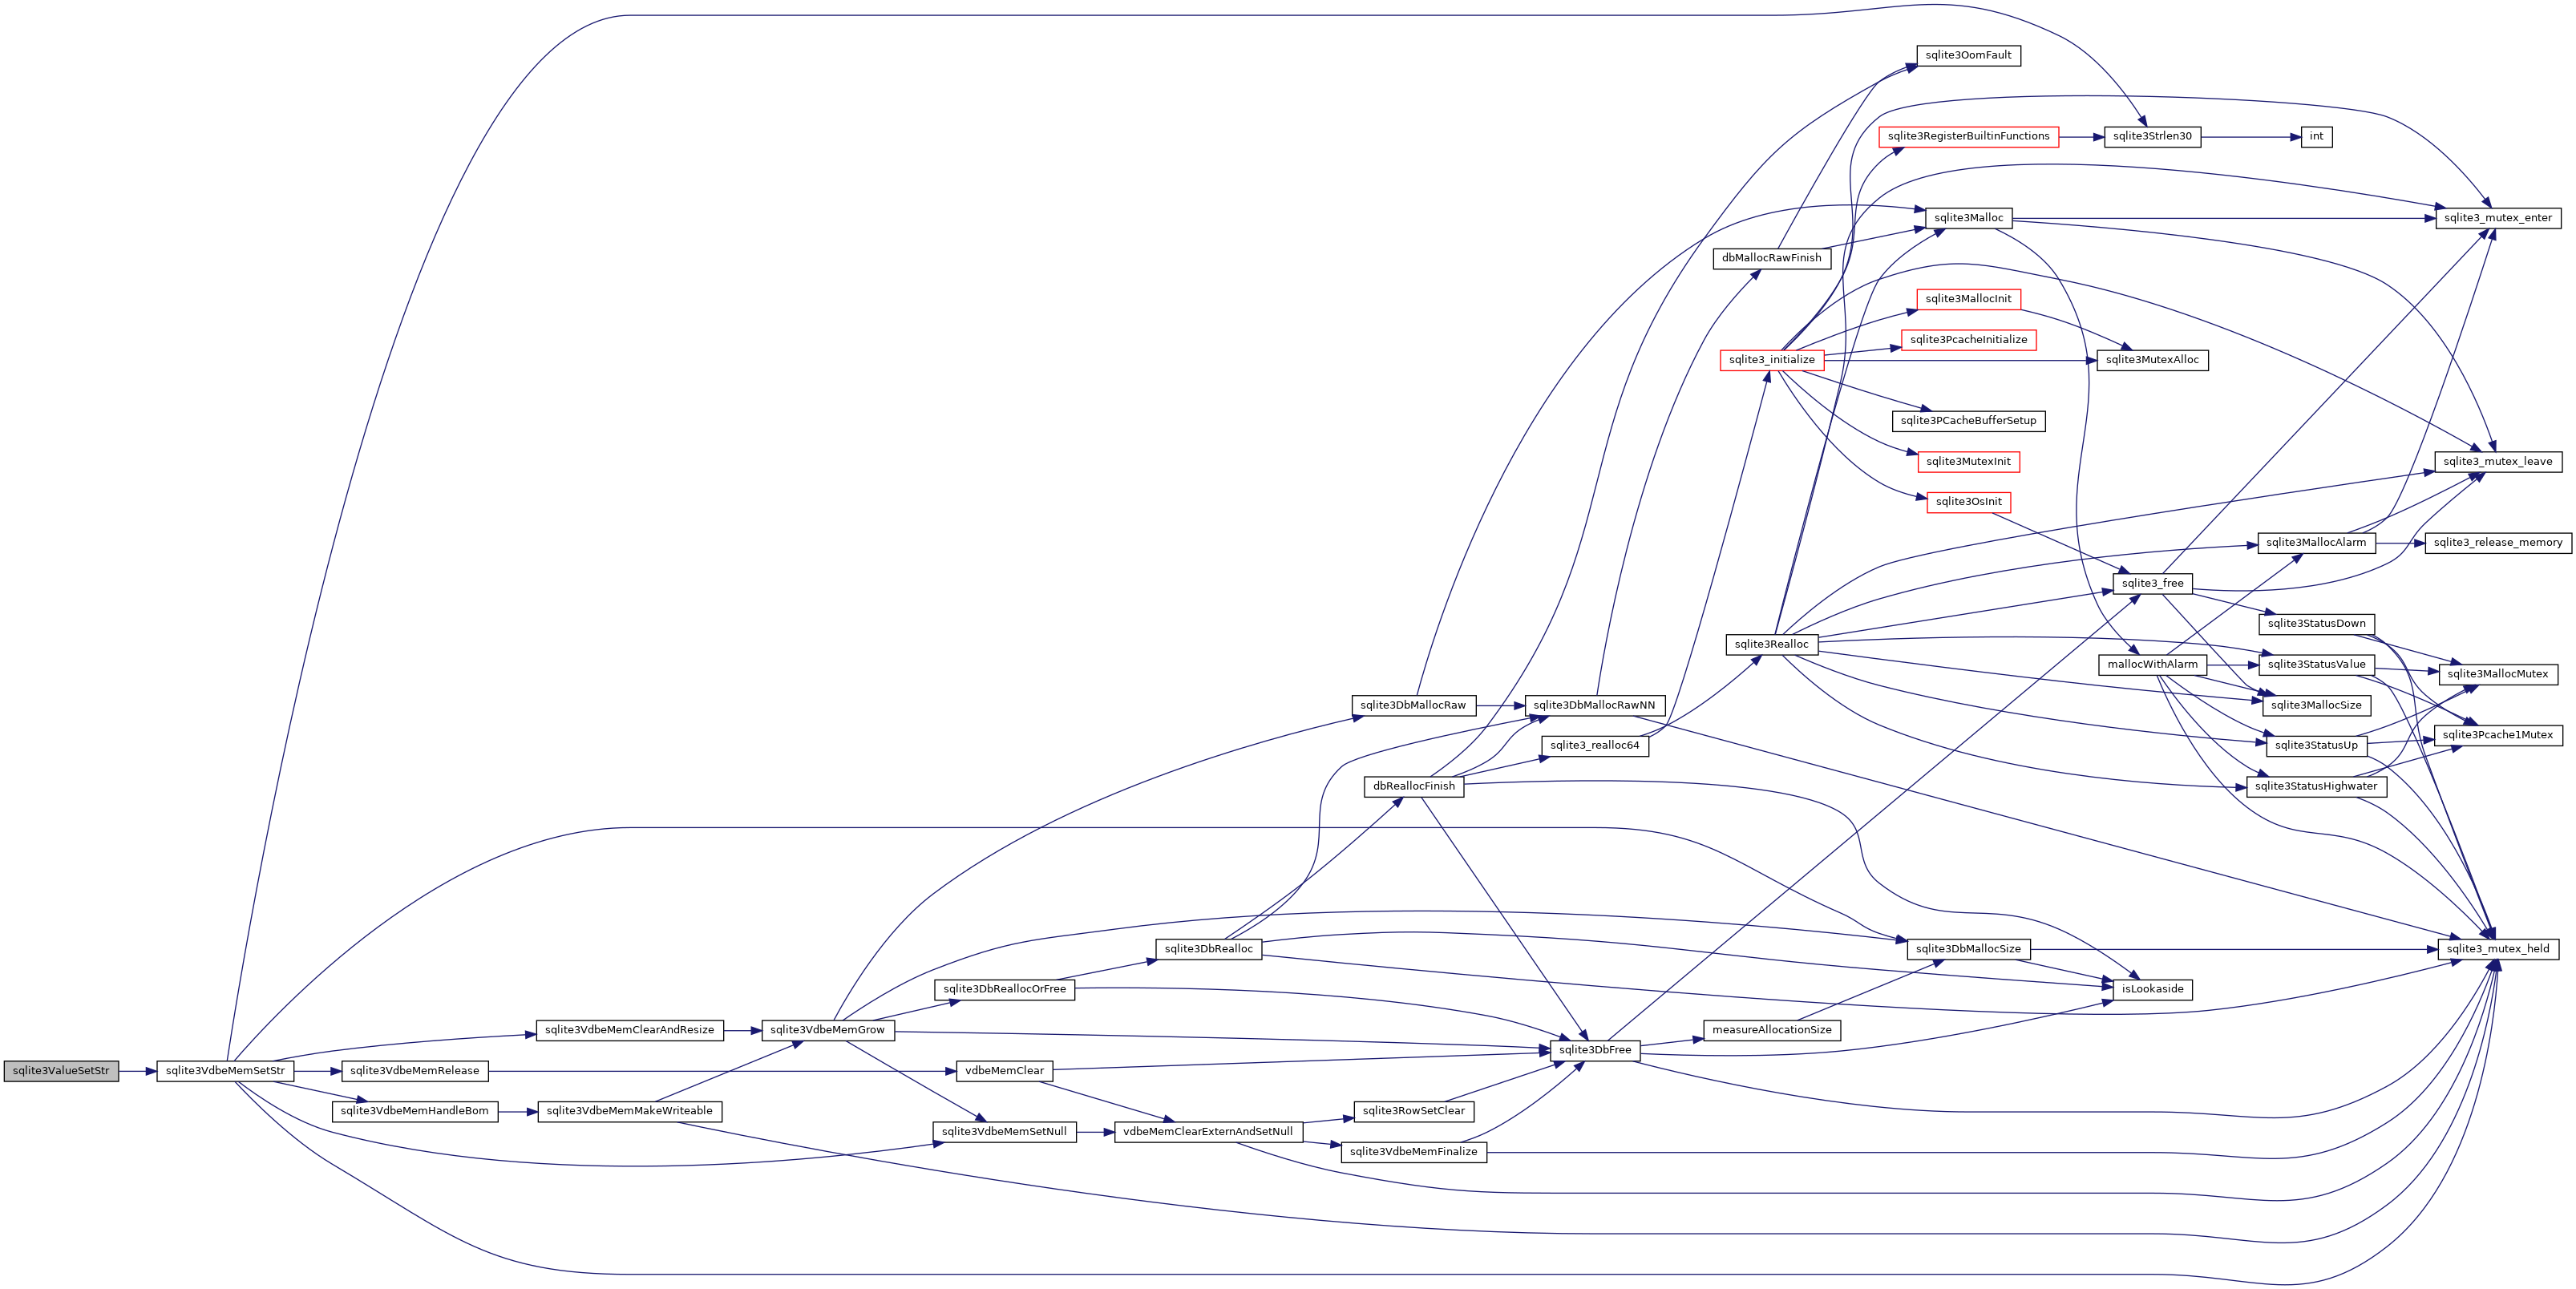 sqlite3OomFault
sqlite3RegisterBuiltinFunctions
sqlite3Strlen30
int
sqlite3Malloc
sqlite3_mutex_enter
dbMallocRawFinish
sqlite3MallocInit
sqlite3PcacheInitialize
sqlite3_initialize
sqlite3MutexAlloc
sqlite3PCacheBufferSetup
sqlite3MutexInit
sqlite3_mutex_leave
sqlite3OsInit
sqlite3MallocAlarm
sqlite3_release_memory
sqlite3_free
sqlite3StatusDown
sqlite3Realloc
mallocWithAlarm
sqlite3StatusValue
sqlite3MallocMutex
sqlite3DbMallocRaw
sqlite3DbMallocRawNN
sqlite3MallocSize
sqlite3_realloc64
sqlite3StatusUp
sqlite3Pcache1Mutex
dbReallocFinish
sqlite3StatusHighwater
sqlite3DbRealloc
sqlite3DbMallocSize
sqlite3_mutex_held
sqlite3DbReallocOrFree
isLookaside
sqlite3VdbeMemClearAndResize
sqlite3VdbeMemGrow
measureAllocationSize
sqlite3DbFree
sqlite3ValueSetStr
sqlite3VdbeMemSetStr
sqlite3VdbeMemRelease
vdbeMemClear
sqlite3VdbeMemHandleBom
sqlite3VdbeMemMakeWriteable
sqlite3RowSetClear
sqlite3VdbeMemSetNull
vdbeMemClearExternAndSetNull
sqlite3VdbeMemFinalize